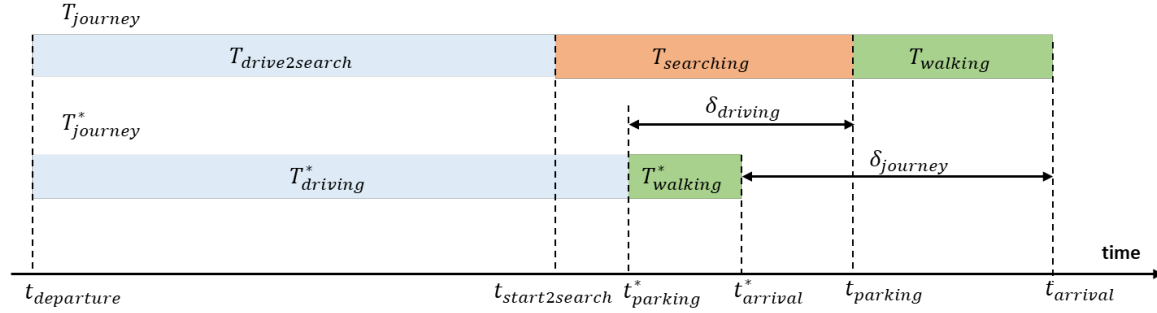 T_journey
T_drive2search T_searching T_walking
δ_driving
T*_journey
T*_driving T*_walking δ_journey
time
t_departure t_start2search t*_parking t*_arrival t_parking t_arrival